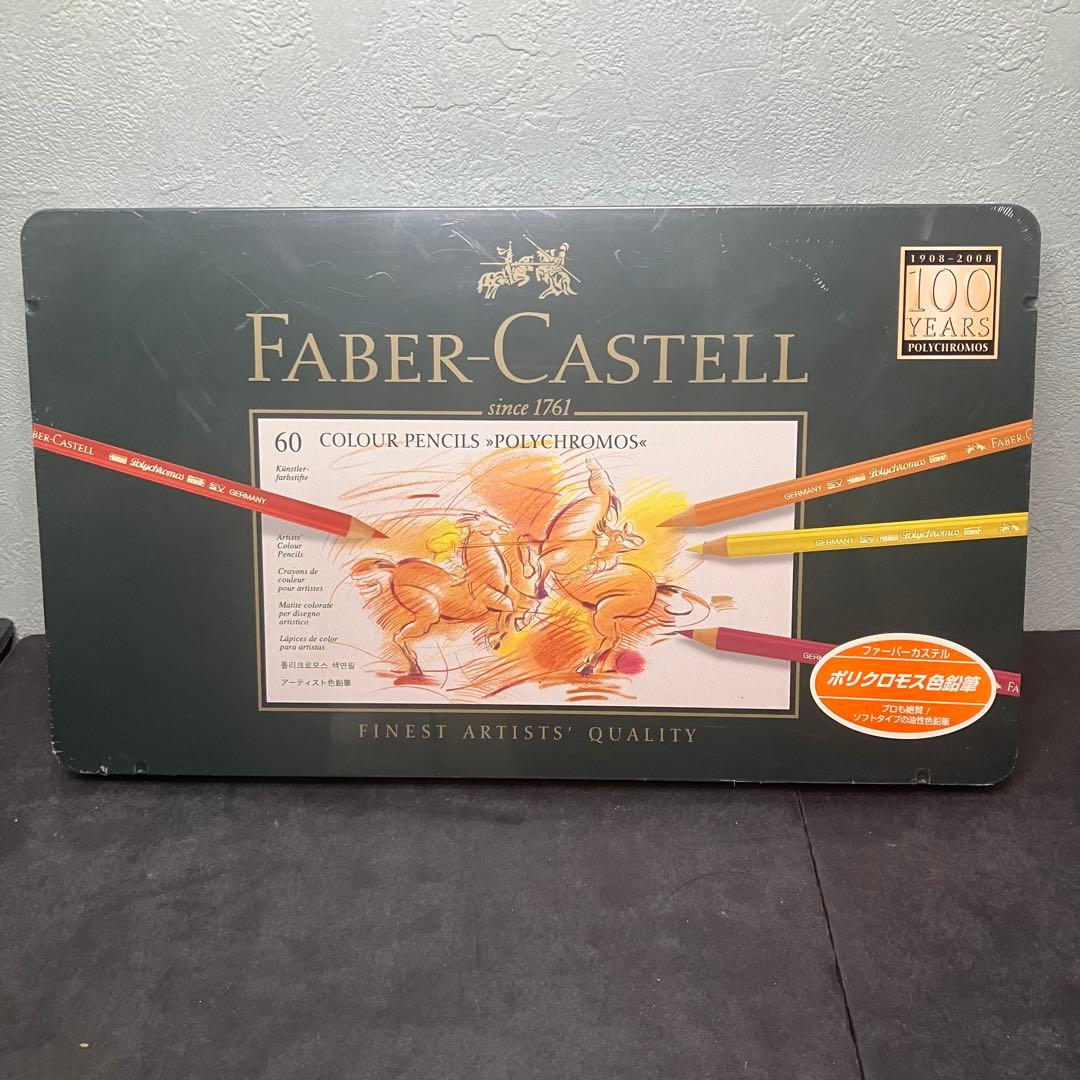 1908-2008
100
YEARS
POLYCHROMOS
FABER-CASTELL
since 1761
60 COLOUR PENCILS »POLYCHROMOS«
Künstler-
farbstifte
Artists'
Colour
Pencils
Crayons de
couleur
pour artistes
Matite colorate
per disegno
artistico
Lápices de color
para artistas
폴리크로모스 색연필
アーティスト色鉛筆
BER-CASTELL Polychromos GERMANY
GERMANY Polychromos FABER-C
GERMANY Polychromos
GER
FA
ファーバーカステル
ポリクロモス色鉛筆
プロも絶賛!
ソフトタイプの油性色鉛筆
FINEST ARTISTS' QUALITY